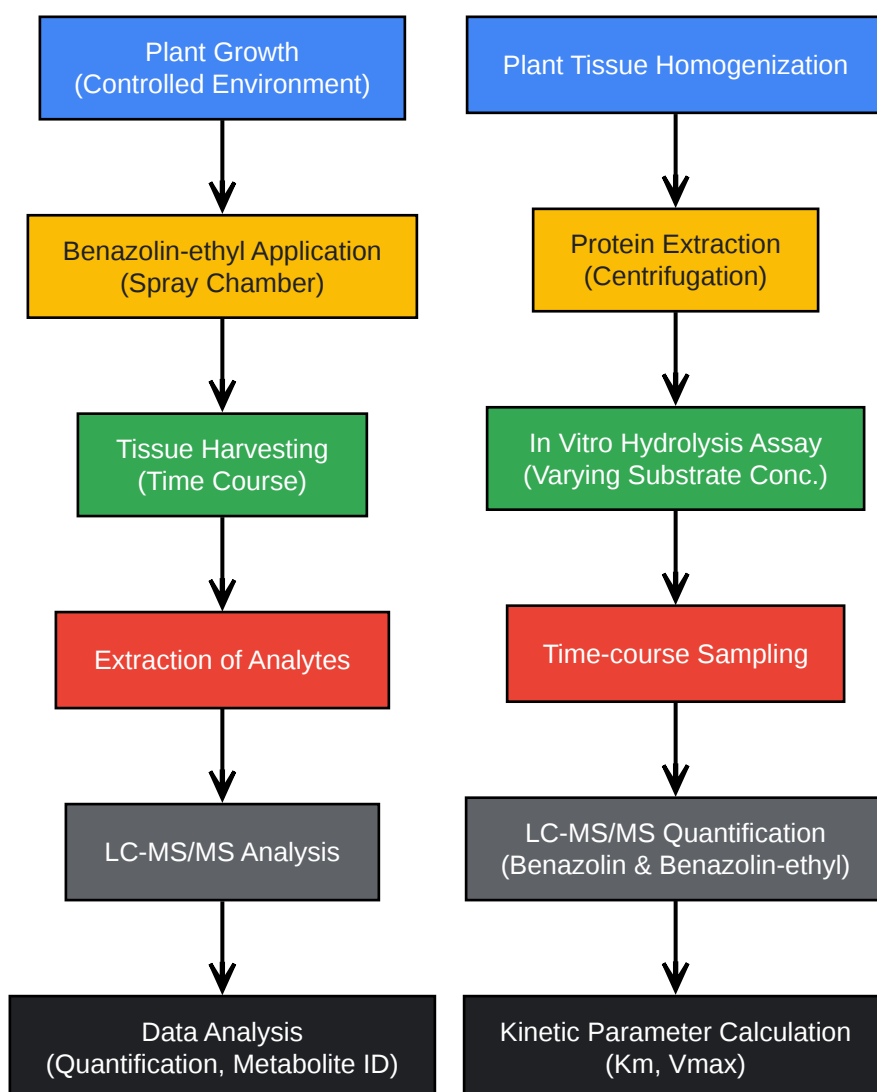 Plant Growth
(Controlled Environment)
Benazolin-ethyl Application
(Spray Chamber)
Tissue Harvesting
(Time Course)
Extraction of Analytes
LC-MS/MS Analysis
Data Analysis
(Quantification, Metabolite ID)
Plant Tissue Homogenization
Protein Extraction
(Centrifugation)
In Vitro Hydrolysis Assay
(Varying Substrate Conc.)
Time-course Sampling
LC-MS/MS Quantification
(Benazolin & Benazolin-ethyl)
Kinetic Parameter Calculation
(Km, Vmax)